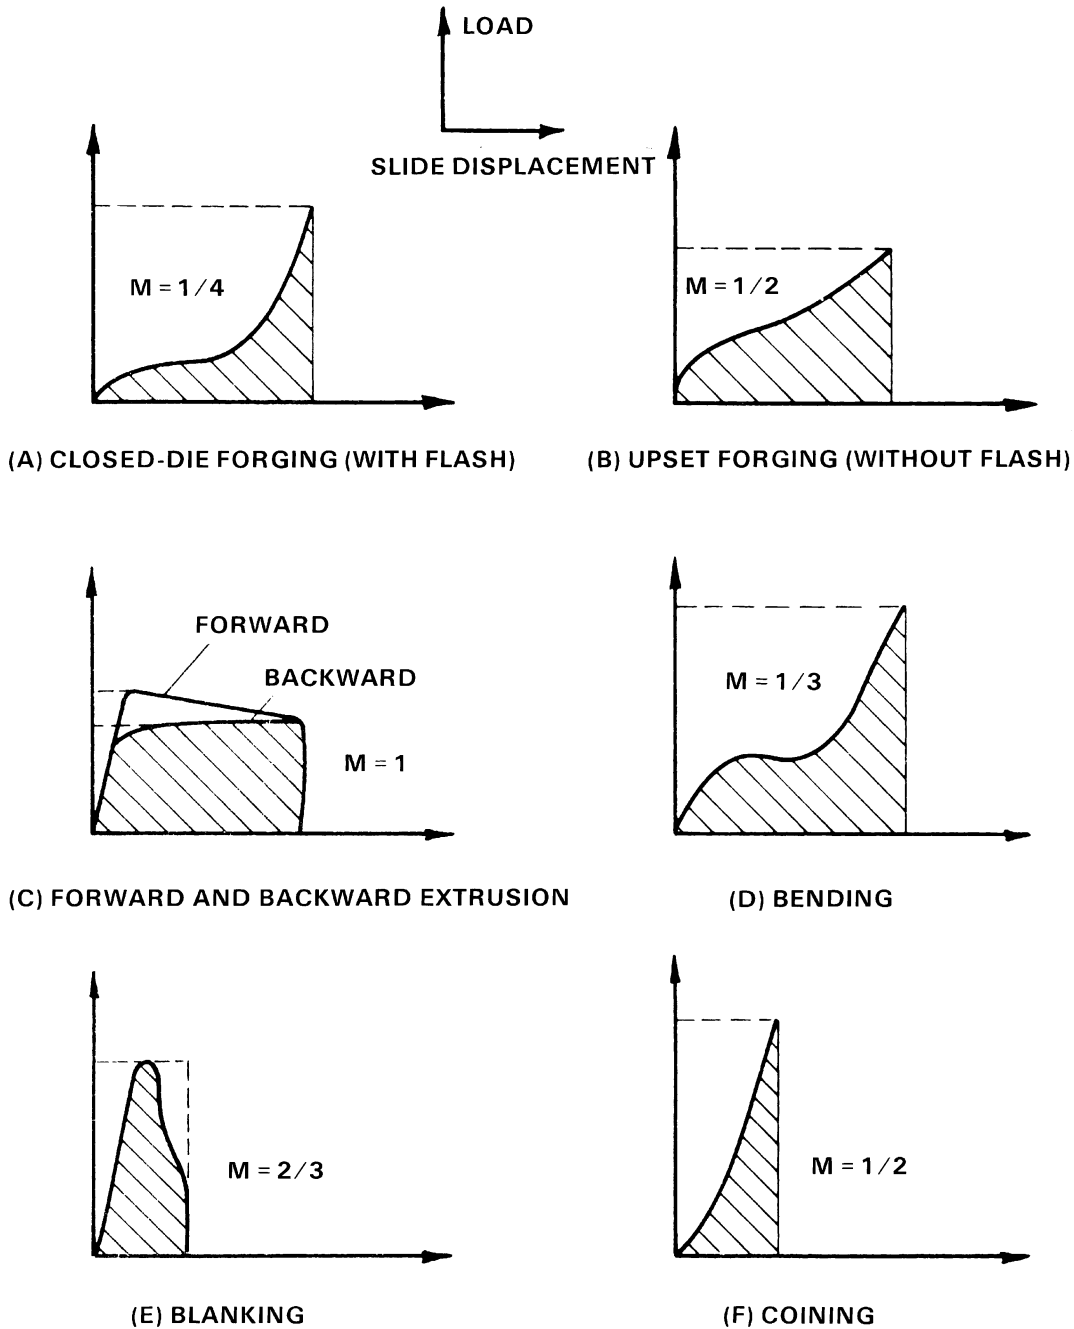 LOAD
SLIDE DISPLACEMENT
M = 1/4
M = 1/2
(A) CLOSED-DIE FORGING (WITH FLASH)
(B) UPSET FORGING (WITHOUT FLASH)
FORWARD
BACKWARD
M = 1
M = 1/3
(C) FORWARD AND BACKWARD EXTRUSION
(D) BENDING
M = 2/3
M = 1/2
(E) BLANKING
(F) COINING